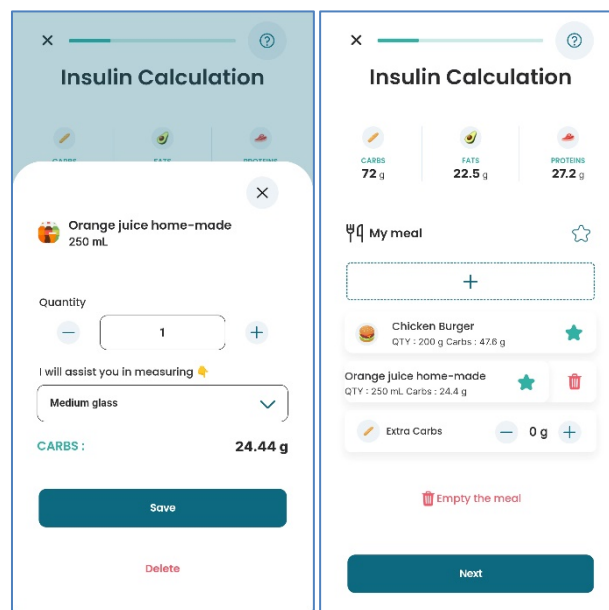 Insulin Calculation
CARBS FATS PROTEINS
Orange juice home-made
250 mL
Quantity
1
I will assist you in measuring 👇
Medium glass
CARBS : 24.44 g
Save
Delete
Insulin Calculation
CARBS FATS PROTEINS
72 g 22.5 g 27.2 g
My meal
Chicken Burger
QTY : 200 g Carbs : 47.6 g
Orange juice home-made
QTY : 250 mL Carbs : 24.4 g
Extra Carbs 0 g
Empty the meal
Next